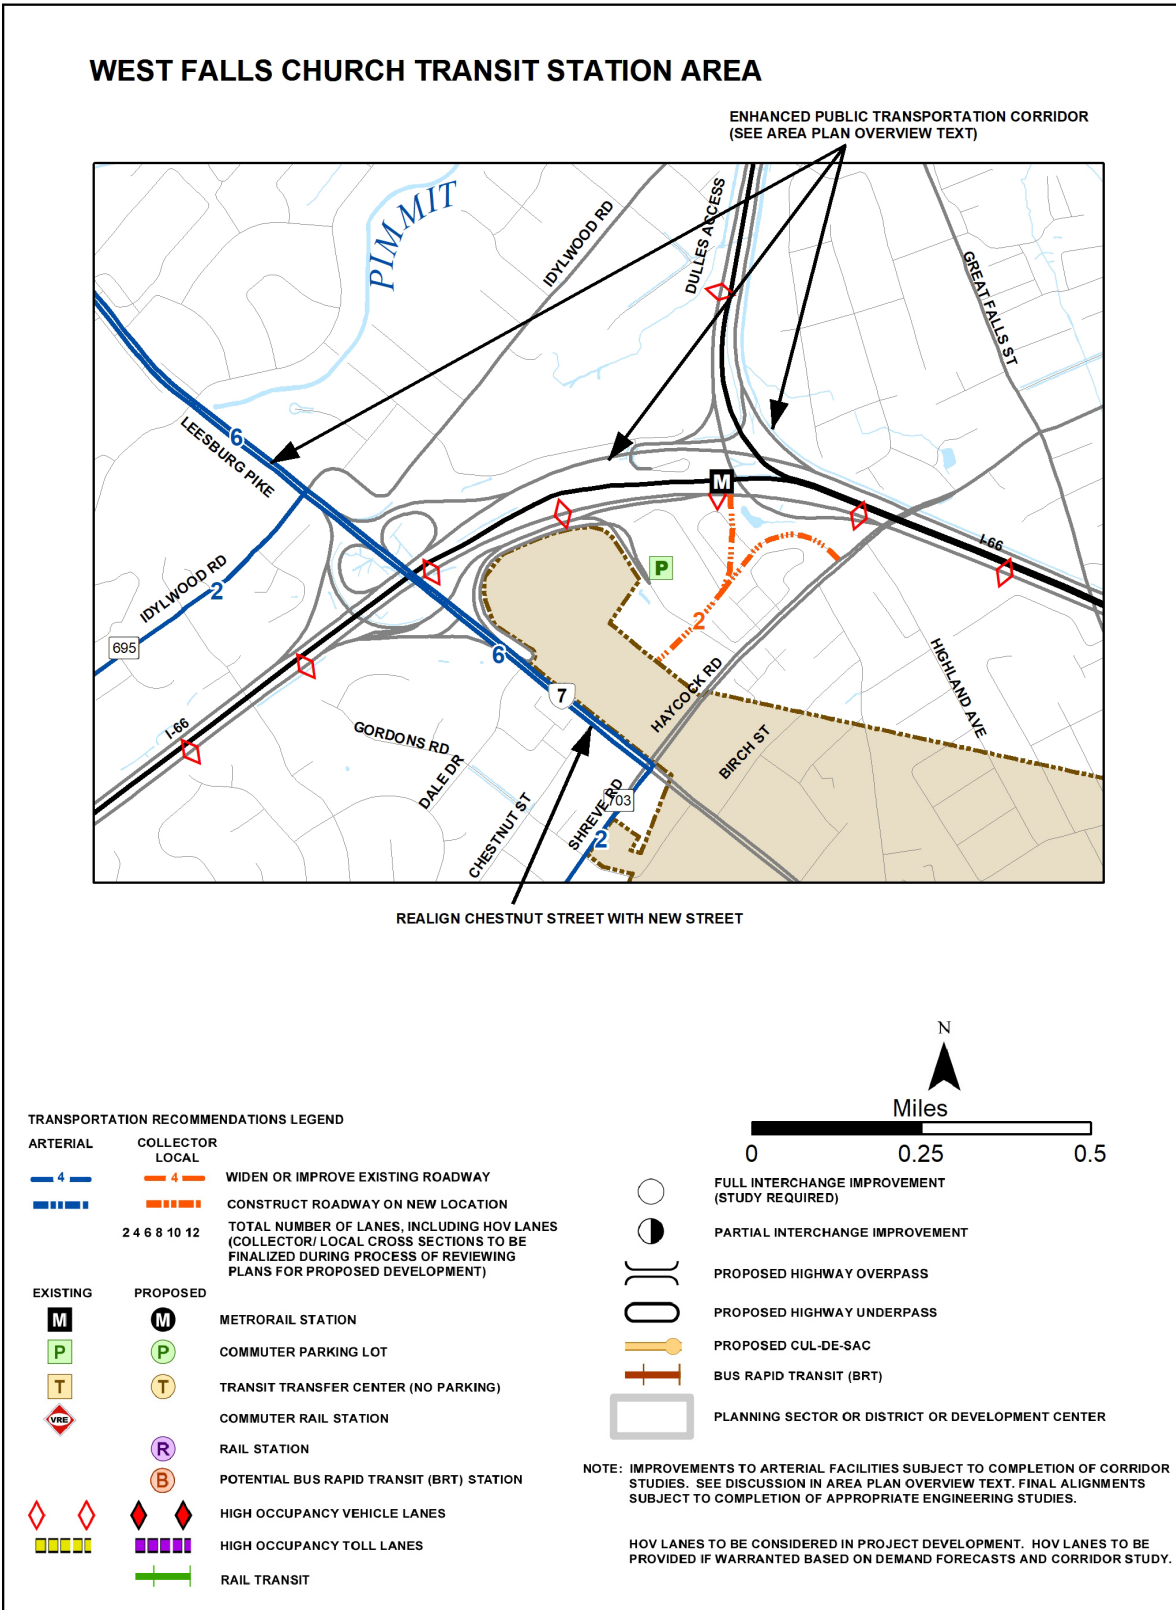 WEST FALLS CHURCH TRANSIT STATION AREA
ENHANCED PUBLIC TRANSPORTATION CORRIDOR
(SEE AREA PLAN OVERVIEW TEXT)
PIMMIT
IDYLWOOD RD
DULLES ACCESS
GREAT FALLS ST
6
LEESBURG PIKE
M
I-66
IDYLWOOD RD
2
P
695
2
6
7
HAYCOCK RD
HIGHLAND AVE
I-66
GORDONS RD
DALE DR
BIRCH ST
CHESTNUT ST
SHREVE RD
703
2
REALIGN CHESTNUT STREET WITH NEW STREET
N
Miles
0 0.25 0.5
TRANSPORTATION RECOMMENDATIONS LEGEND
ARTERIAL
COLLECTOR
LOCAL
4 4 WIDEN OR IMPROVE EXISTING ROADWAY
CONSTRUCT ROADWAY ON NEW LOCATION
2 4 6 8 10 12
TOTAL NUMBER OF LANES, INCLUDING HOV LANES
(COLLECTOR/ LOCAL CROSS SECTIONS TO BE
FINALIZED DURING PROCESS OF REVIEWING
PLANS FOR PROPOSED DEVELOPMENT)
EXISTING PROPOSED
M M METRORAIL STATION
P P COMMUTER PARKING LOT
T T TRANSIT TRANSFER CENTER (NO PARKING)
VRE COMMUTER RAIL STATION
R RAIL STATION
B POTENTIAL BUS RAPID TRANSIT (BRT) STATION
HIGH OCCUPANCY VEHICLE LANES
HIGH OCCUPANCY TOLL LANES
RAIL TRANSIT
FULL INTERCHANGE IMPROVEMENT
(STUDY REQUIRED)
PARTIAL INTERCHANGE IMPROVEMENT
PROPOSED HIGHWAY OVERPASS
PROPOSED HIGHWAY UNDERPASS
PROPOSED CUL-DE-SAC
BUS RAPID TRANSIT (BRT)
PLANNING SECTOR OR DISTRICT OR DEVELOPMENT CENTER
NOTE: IMPROVEMENTS TO ARTERIAL FACILITIES SUBJECT TO COMPLETION OF CORRIDOR
STUDIES. SEE DISCUSSION IN AREA PLAN OVERVIEW TEXT. FINAL ALIGNMENTS
SUBJECT TO COMPLETION OF APPROPRIATE ENGINEERING STUDIES.
HOV LANES TO BE CONSIDERED IN PROJECT DEVELOPMENT. HOV LANES TO BE
PROVIDED IF WARRANTED BASED ON DEMAND FORECASTS AND CORRIDOR STUDY.